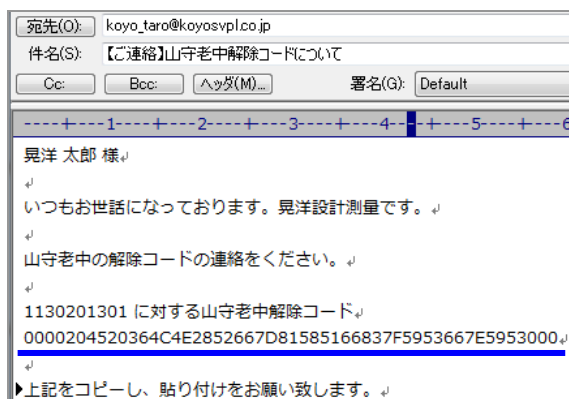 宛先(O): koyo_taro@koyosvpl.co.jp
件名(S): 【ご連絡】山守老中解除コードについて
Cc: Bcc: ヘッダ(M)... 署名(G): Default
----+----1----+----2----+----3----+----4----+----5----+----6
晃洋 太郎 様↲
↲
いつもお世話になっております。晃洋設計測量です。↲
↲
山守老中の解除コードの連絡をください。↲
↲
1130201301 に対する山守老中解除コード↲
0000204520364C4E2852667D81585166837F5953667E5953000↲
↲
上記をコピーし、貼り付けをお願い致します。↲